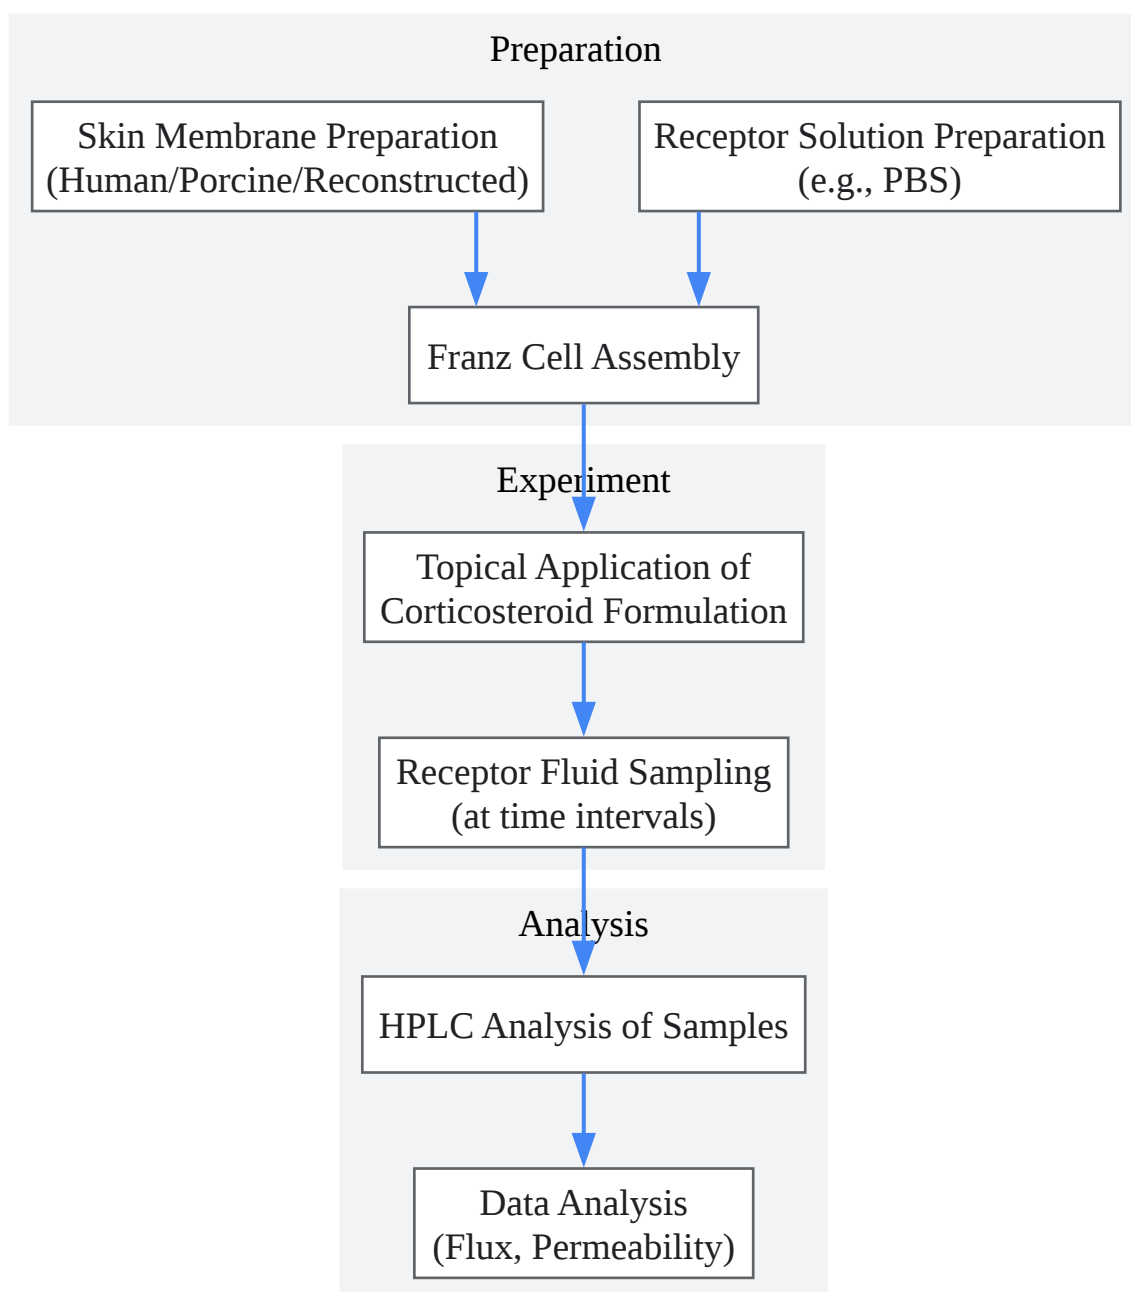 Preparation
Skin Membrane Preparation
(Human/Porcine/Reconstructed)
Receptor Solution Preparation
(e.g., PBS)
Franz Cell Assembly
Experiment
Topical Application of
Corticosteroid Formulation
Receptor Fluid Sampling
(at time intervals)
Analysis
HPLC Analysis of Samples
Data Analysis
(Flux, Permeability)